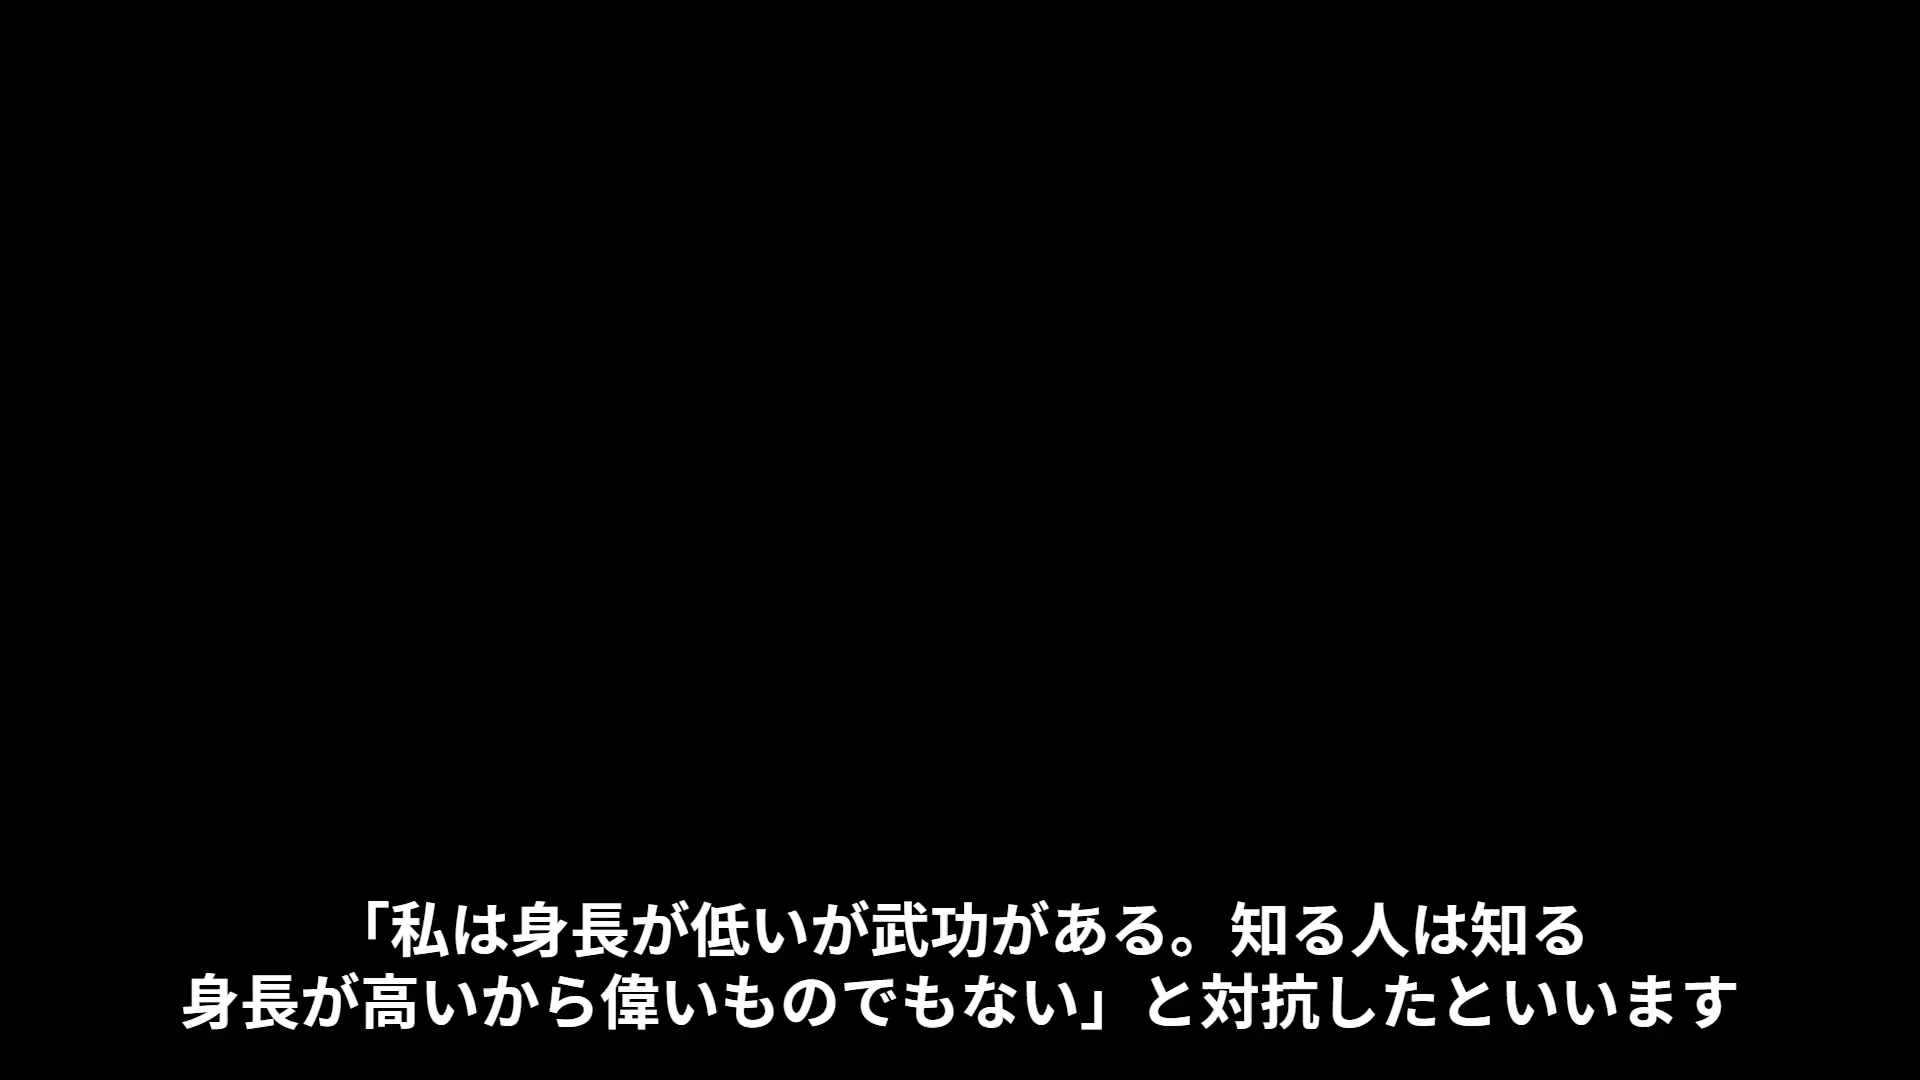 「私は身長が低いが武功がある。知る人は知る
身長が高いから偉いものでもない」と対抗したといいます